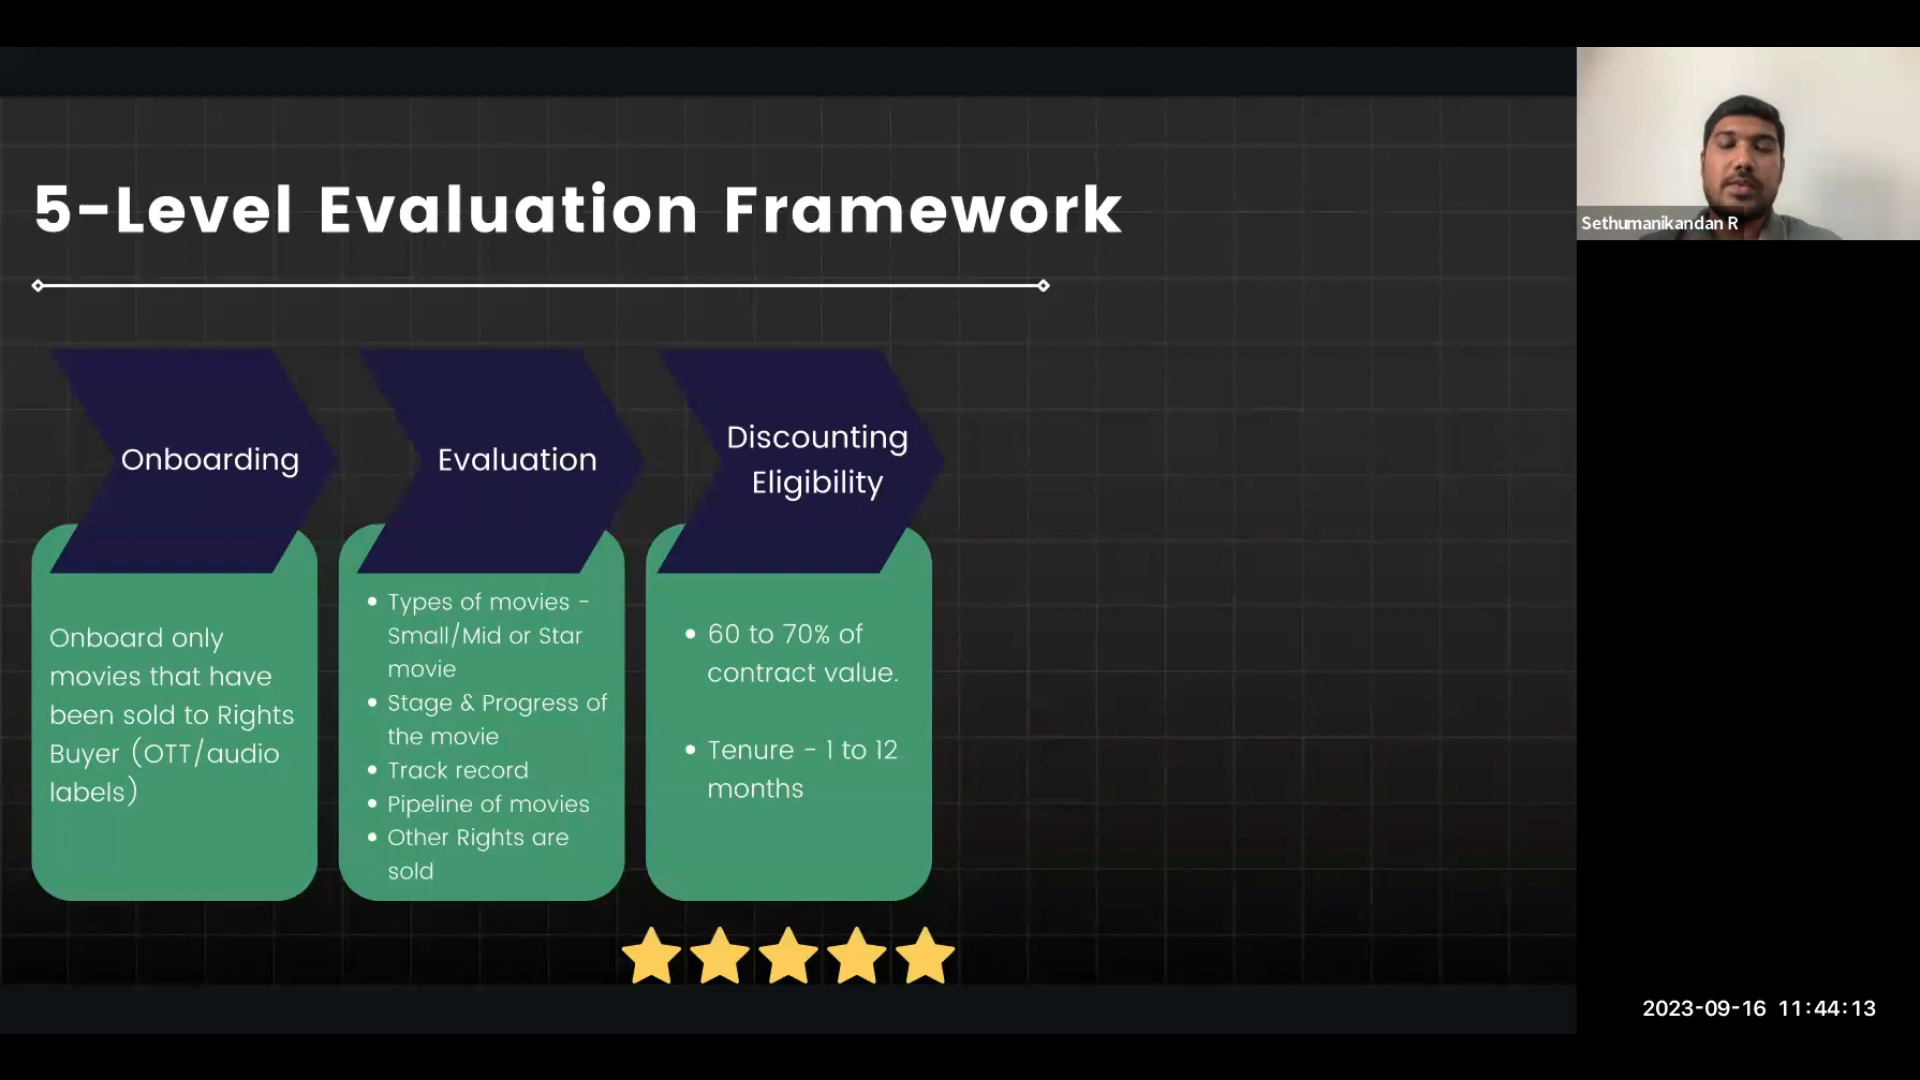 5-Level Evaluation Framework
Onboarding
Onboard only
movies that have
been sold to Rights
Buyer (OTT/audio
labels)
Evaluation
• Types of movies -
Small/Mid or Star
movie
• Stage & Progress of
the movie
• Track record
• Pipeline of movies
• Other Rights are
sold
Discounting
Eligibility
• 60 to 70% of
contract value.
• Tenure - 1 to 12
months
Sethumanikandan R
2023-09-16 11:44:13